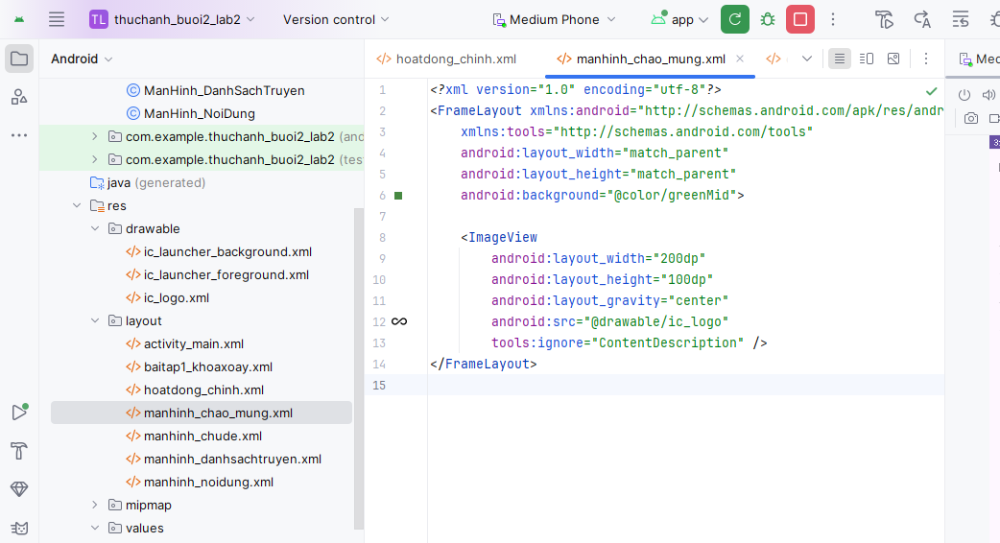 TL thuchanh_buoi2_lab2 Version control Medium Phone app
Android
ManHinh_DanhSachTruyen
ManHinh_NoiDung
com.example.thuchanh_buoi2_lab2 (and
com.example.thuchanh_buoi2_lab2 (tes
java (generated)
res
drawable
ic_launcher_background.xml
ic_launcher_foreground.xml
ic_logo.xml
layout
activity_main.xml
baitap1_khoaxoay.xml
hoatdong_chinh.xml
manhinh_chao_mung.xml
manhinh_chude.xml
manhinh_danhsachtruyen.xml
manhinh_noidung.xml
mipmap
values
hoatdong_chinh.xml manhinh_chao_mung.xml
1 <?xml version="1.0" encoding="utf-8"?>
2 <FrameLayout xmlns:android="http://schemas.android.com/apk/res/andr
3 xmlns:tools="http://schemas.android.com/tools"
4 android:layout_width="match_parent"
5 android:layout_height="match_parent"
6 android:background="@color/greenMid">
7
8 <ImageView
9 android:layout_width="200dp"
10 android:layout_height="100dp"
11 android:layout_gravity="center"
12 android:src="@drawable/ic_logo"
13 tools:ignore="ContentDescription" />
14 </FrameLayout>
15
Med